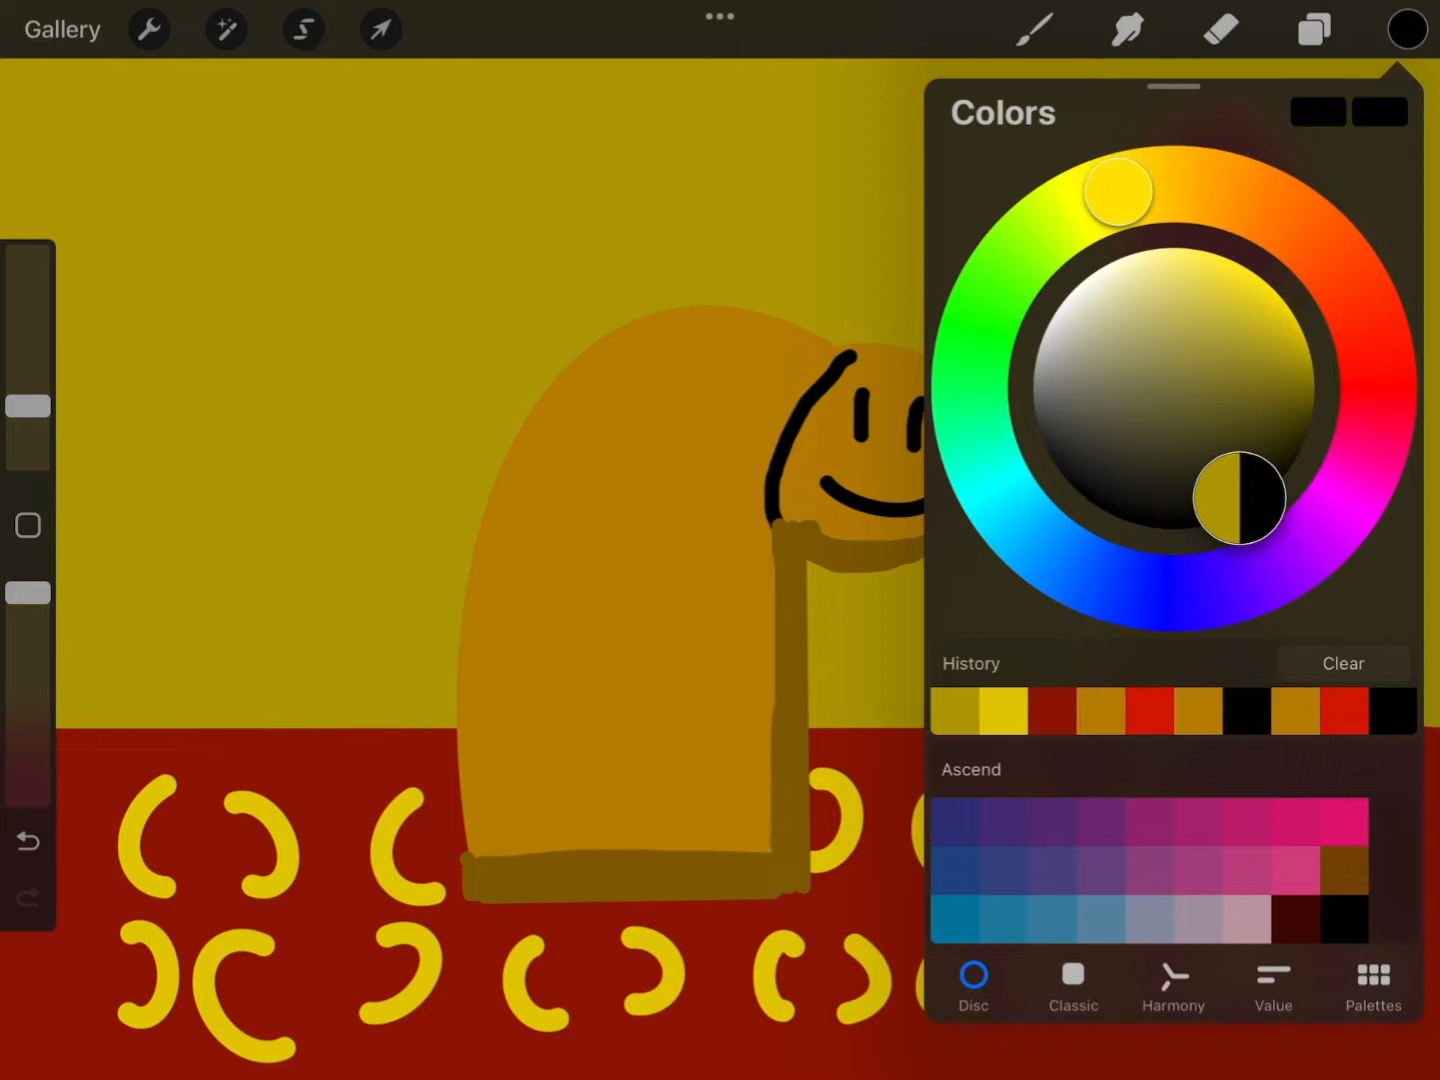 Gallery
Colors
History
Clear
Ascend
Disc
Classic
Harmony
Value
Palettes